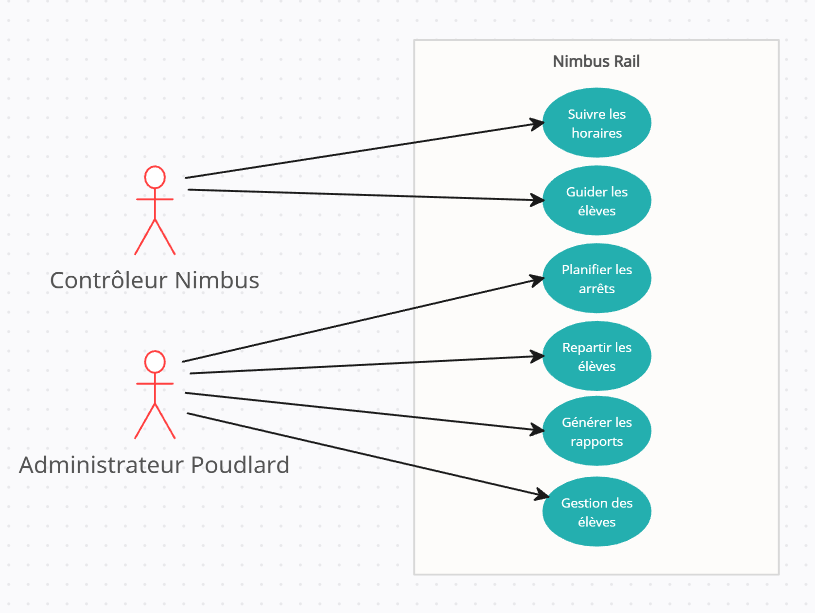 Nimbus Rail
Suivre les
horaires
Guider les
élèves
Contrôleur Nimbus
Planifier les
arrêts
Repartir les
élèves
Générer les
rapports
Administrateur Poudlard
Gestion des
élèves